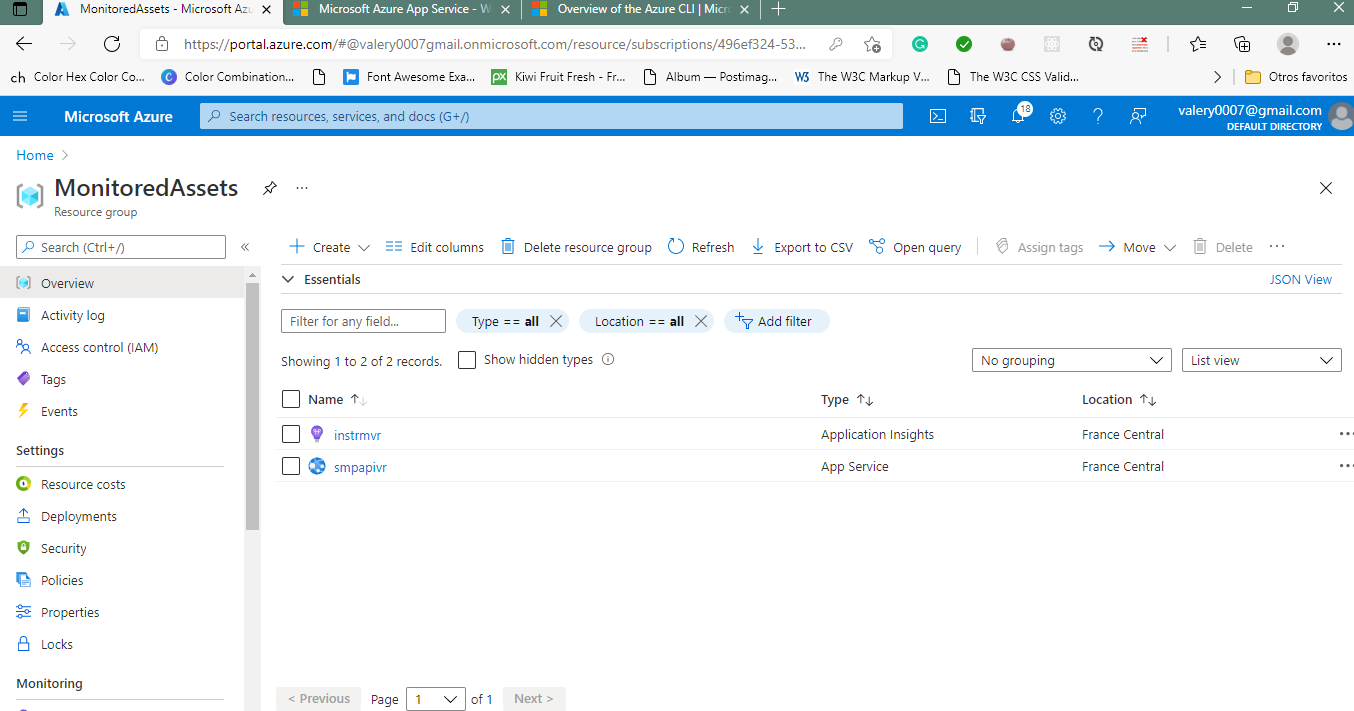 MonitoredAssets - Microsoft Azu
Microsoft Azure App Service - W
Overview of the Azure CLI | Micr
https://portal.azure.com/#@valery0007gmail.onmicrosoft.com/resource/subscriptions/496ef324-53...
ch Color Hex Color Co... Color Combination... Font Awesome Exa... Kiwi Fruit Fresh - Fr... Album — Postimag... W3 The W3C Markup V... The W3C CSS Valid... Otros favoritos
Microsoft Azure
Search resources, services, and docs (G+/)
18
valery0007@gmail.com
DEFAULT DIRECTORY
Home
MonitoredAssets
Resource group
Search (Ctrl+/)
Create Edit columns Delete resource group Refresh Export to CSV Open query Assign tags Move Delete
Overview
Activity log
Access control (IAM)
Tags
Events
Settings
Resource costs
Deployments
Security
Policies
Properties
Locks
Monitoring
Essentials
JSON View
Filter for any field...
Type == all
Location == all
Add filter
Showing 1 to 2 of 2 records.
Show hidden types
No grouping
List view
Name Type Location
instrmvr Application Insights France Central
smpapivr App Service France Central
< Previous Page 1 of 1 Next >